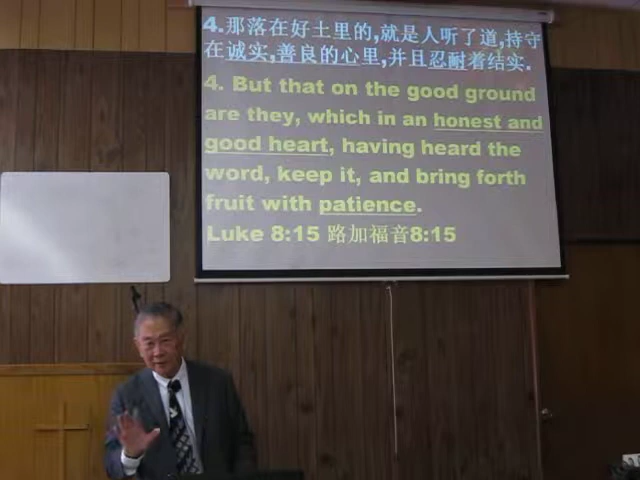 4.那落在好土里的,就是人听了道,持守
在诚实,善良的心里,并且忍耐着结实.
4. But that on the good ground
are they, which in an honest and
good heart, having heard the
word, keep it, and bring forth
fruit with patience.
Luke 8:15 路加福音8:15